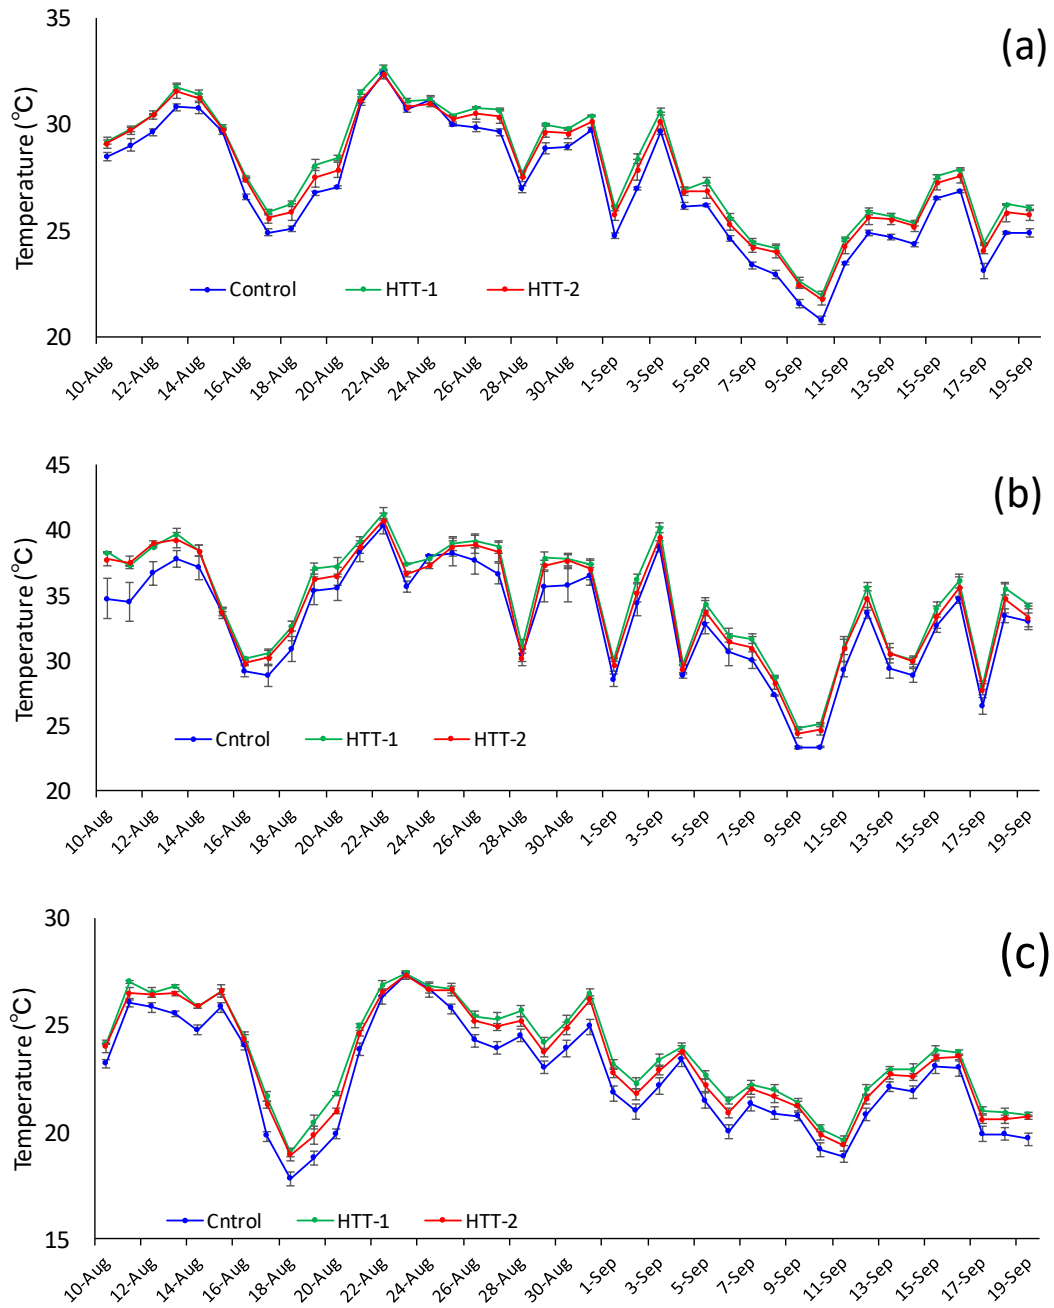 35
(a)
30
25
20
Temperature (℃)
Control HTT-1 HTT-2
10-Aug 12-Aug 14-Aug 16-Aug 18-Aug 20-Aug 22-Aug 24-Aug 26-Aug 28-Aug 30-Aug 1-Sep 3-Sep 5-Sep 7-Sep 9-Sep 11-Sep 13-Sep 15-Sep 17-Sep 19-Sep
45
(b)
40
35
30
25
20
Temperature (℃)
Cntrol HTT-1 HTT-2
10-Aug 12-Aug 14-Aug 16-Aug 18-Aug 20-Aug 22-Aug 24-Aug 26-Aug 28-Aug 30-Aug 1-Sep 3-Sep 5-Sep 7-Sep 9-Sep 11-Sep 13-Sep 15-Sep 17-Sep 19-Sep
30
(c)
25
20
15
Temperature (℃)
Cntrol HTT-1 HTT-2
10-Aug 12-Aug 14-Aug 16-Aug 18-Aug 20-Aug 22-Aug 24-Aug 26-Aug 28-Aug 30-Aug 1-Sep 3-Sep 5-Sep 7-Sep 9-Sep 11-Sep 13-Sep 15-Sep 17-Sep 19-Sep